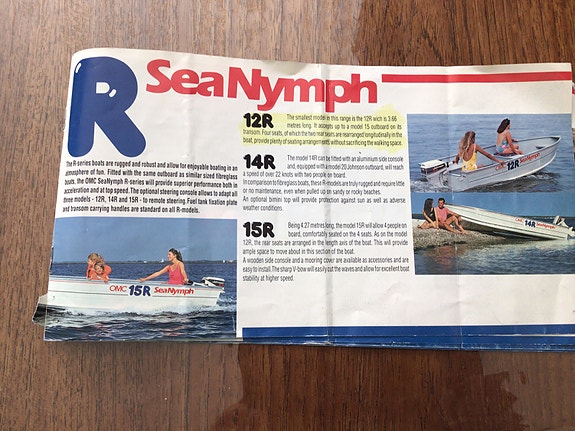 R
SeaNymph
The R-series boats are rugged and robust and allow for enjoyable boating in an
atmosphere of fun. Fitted with the same outboard as similar sized fibreglass
boats, the OMC SeaNymph R-series will provide superior performance both in
acceleration and at top speed. The optional steering console allows to adapt all
three models - 12R, 14R and 15R - to remote steering. Fuel tank fixation plate
and transom carrying handles are standard on all R-models.
12R
The smallest model in this range is the 12R wich is 3.66
metres long. It accepts up to a model 15 outboard on its
transom. Four seats, of which the two rear seats are rearranged longitudinally in the
boat, provide plenty of seating arrangements without sacrificing the walking space.
14R
The model 14R can be fitted with an aluminium side console
and, equipped with a model 20 Johnson outboard, will reach
a speed of over 22 knots with two people on board.
In comparison to fibreglass boats, these R-models are truly rugged and require little
or no maintenance, even when pulled up on sandy or rocky beaches.
An optional bimini top will provide protection against sun as well as adverse
weather conditions.
15R
Being 4.27 metres long, the model 15R will allow 4 people on
board, comfortably seated on the 4 seats. As on the model
12R, the rear seats are arranged in the length axis of the boat. This will provide
ample space to move about in this section of the boat.
A wooden side console and a mooring cover are available as accessories and are
easy to install. The sharp V-bow will easily cut the waves and allow for excellent boat
stability at higher speed.
12R
OMC 14R SeaNymph
OMC 15R SeaNymph